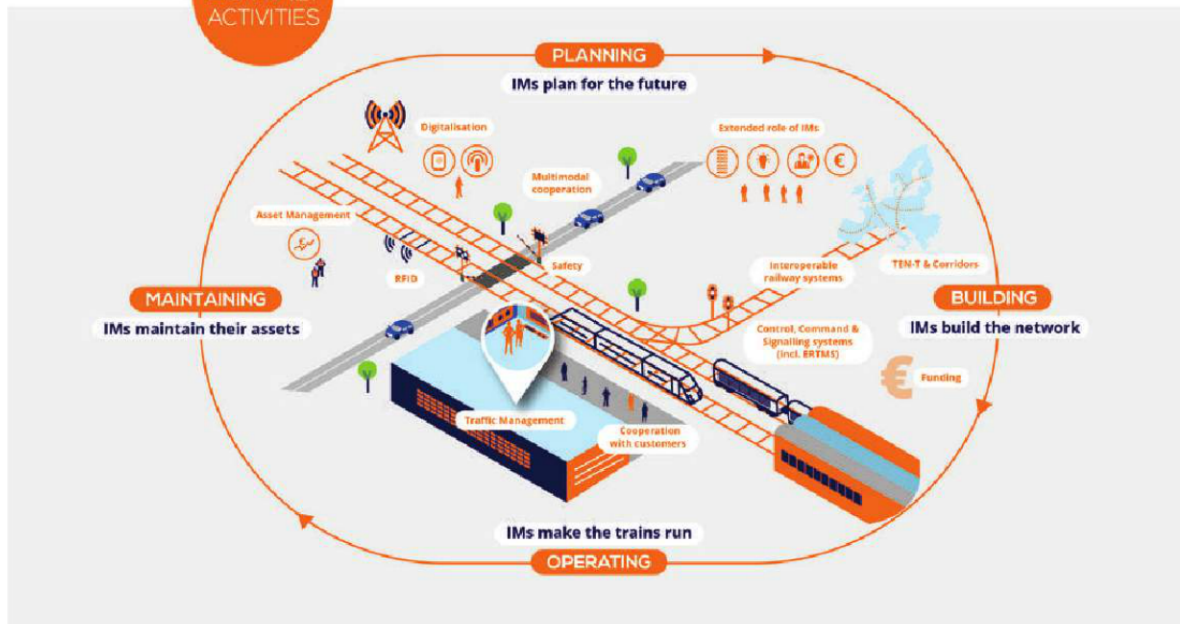 ACTIVITIES
PLANNING
IMs plan for the future
Digitalisation
Extended role of IMs
€
Multimodal
cooperation
Asset Management
RFID
Safety
Interoperable
railway systems
TEN-T & Corridors
MAINTAINING
IMs maintain their assets
BUILDING
IMs build the network
Control, Command &
Signalling systems
(incl. ERTMS)
€
Funding
Traffic Management
Cooperation
with customers
IMs make the trains run
OPERATING